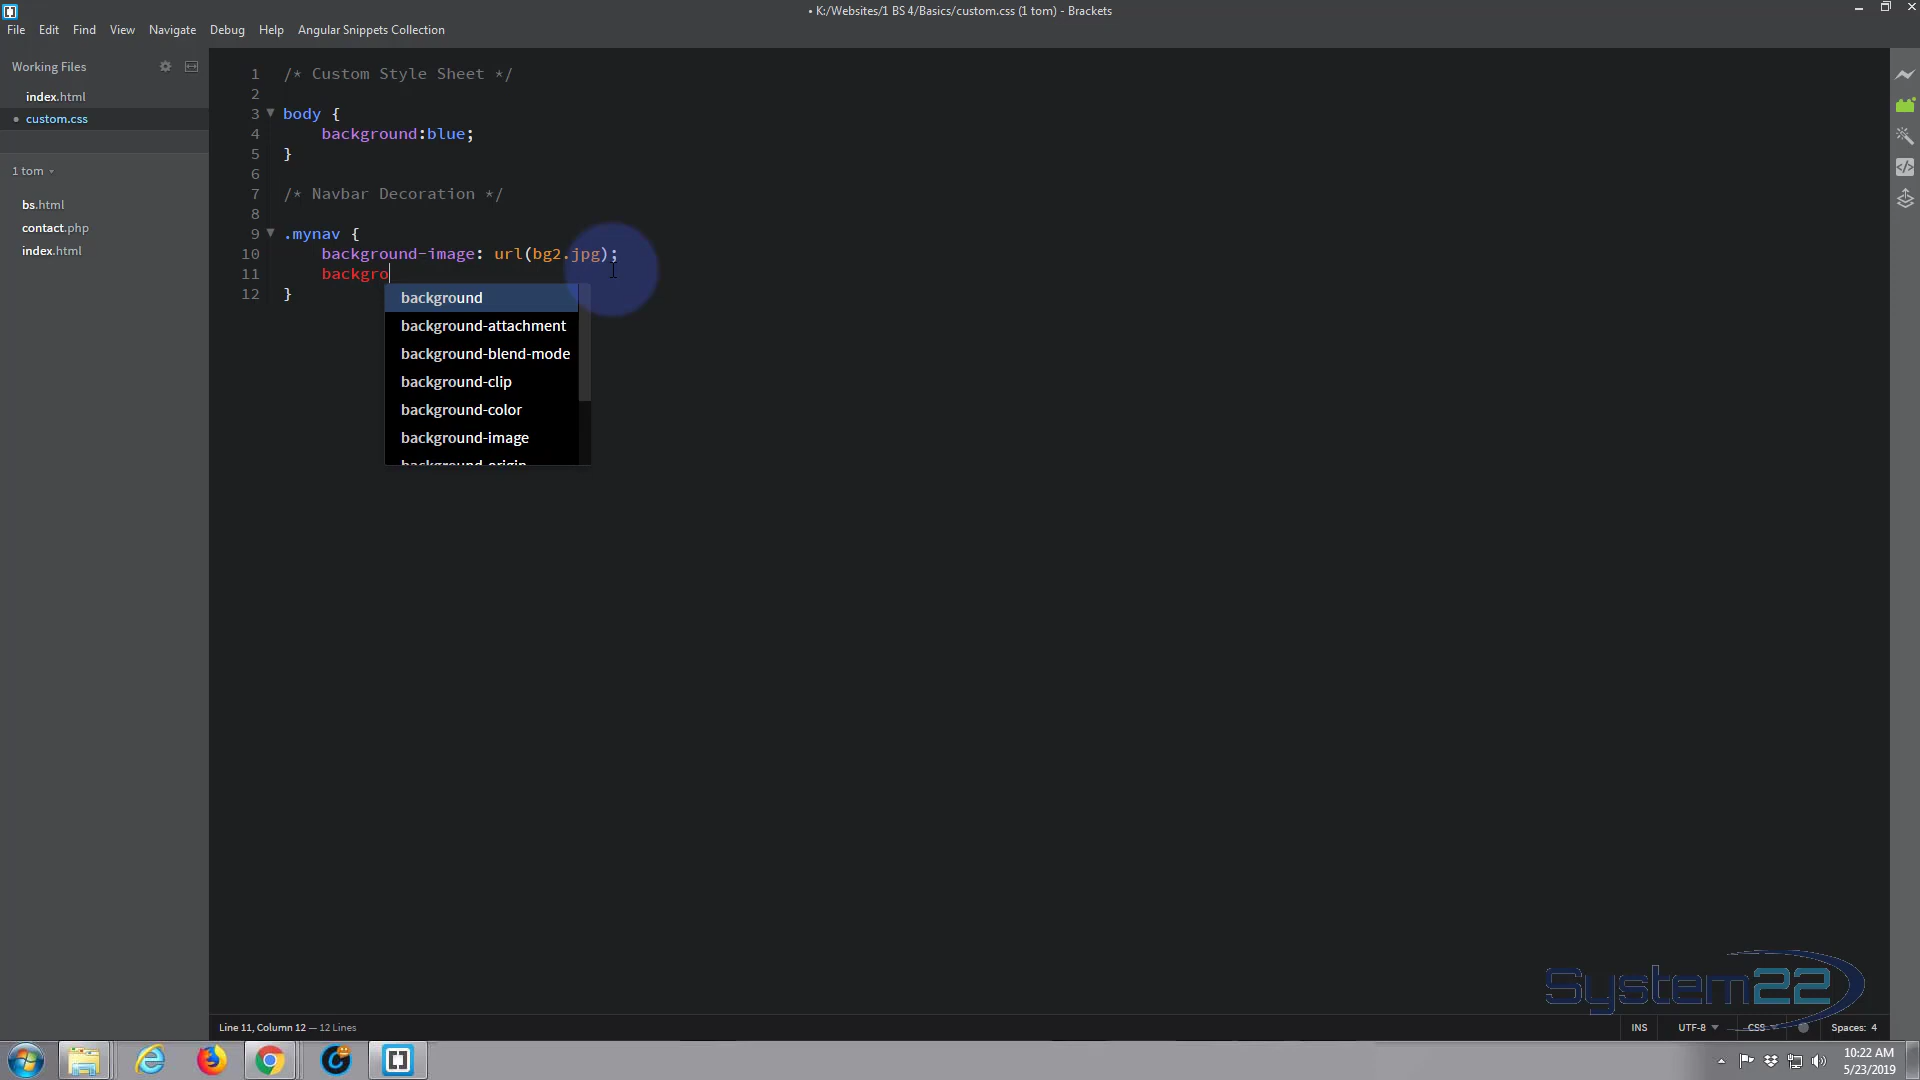 • K:/Websites/1 BS 4/Basics/custom.css (1 tom) - Brackets
File Edit Find View Navigate Debug Help Angular Snippets Collection
Working Files
index.html
• custom.css
1 tom
bs.html
contact.php
index.html
1 /* Custom Style Sheet */
2
3 body {
4 background:blue;
5 }
6
7 /* Navbar Decoration */
8
9 .mynav {
10 background-image: url(bg2.jpg);
11 backgro
12 }
background
background-attachment
background-blend-mode
background-clip
background-color
background-image
background-origin
System22
Line 11, Column 12 — 12 Lines
INS UTF-8 CSS Spaces: 4
10:22 AM
5/23/2019